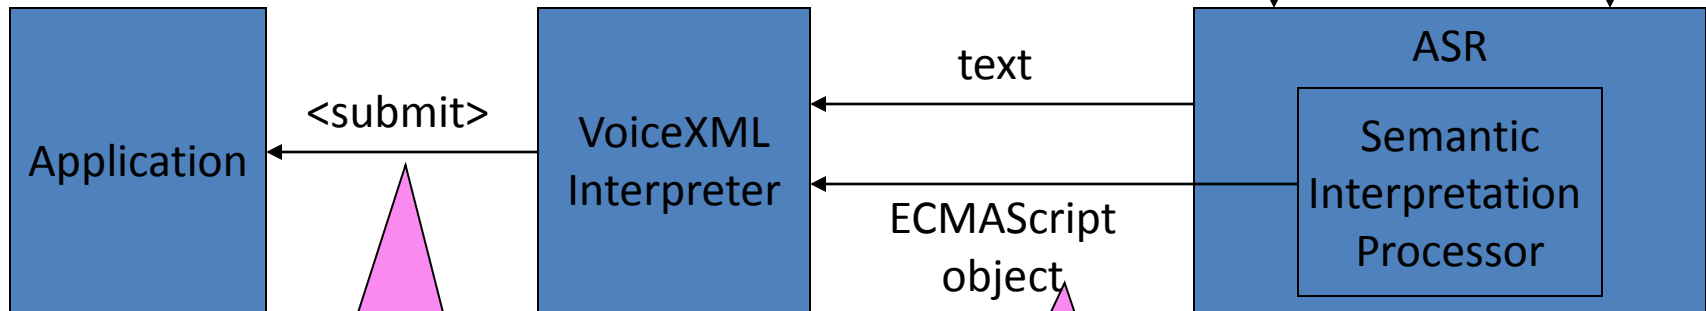 Application
<submit>
VoiceXML
Interpreter
text
ECMAScript
object
ASR
Semantic
Interpretation
Processor